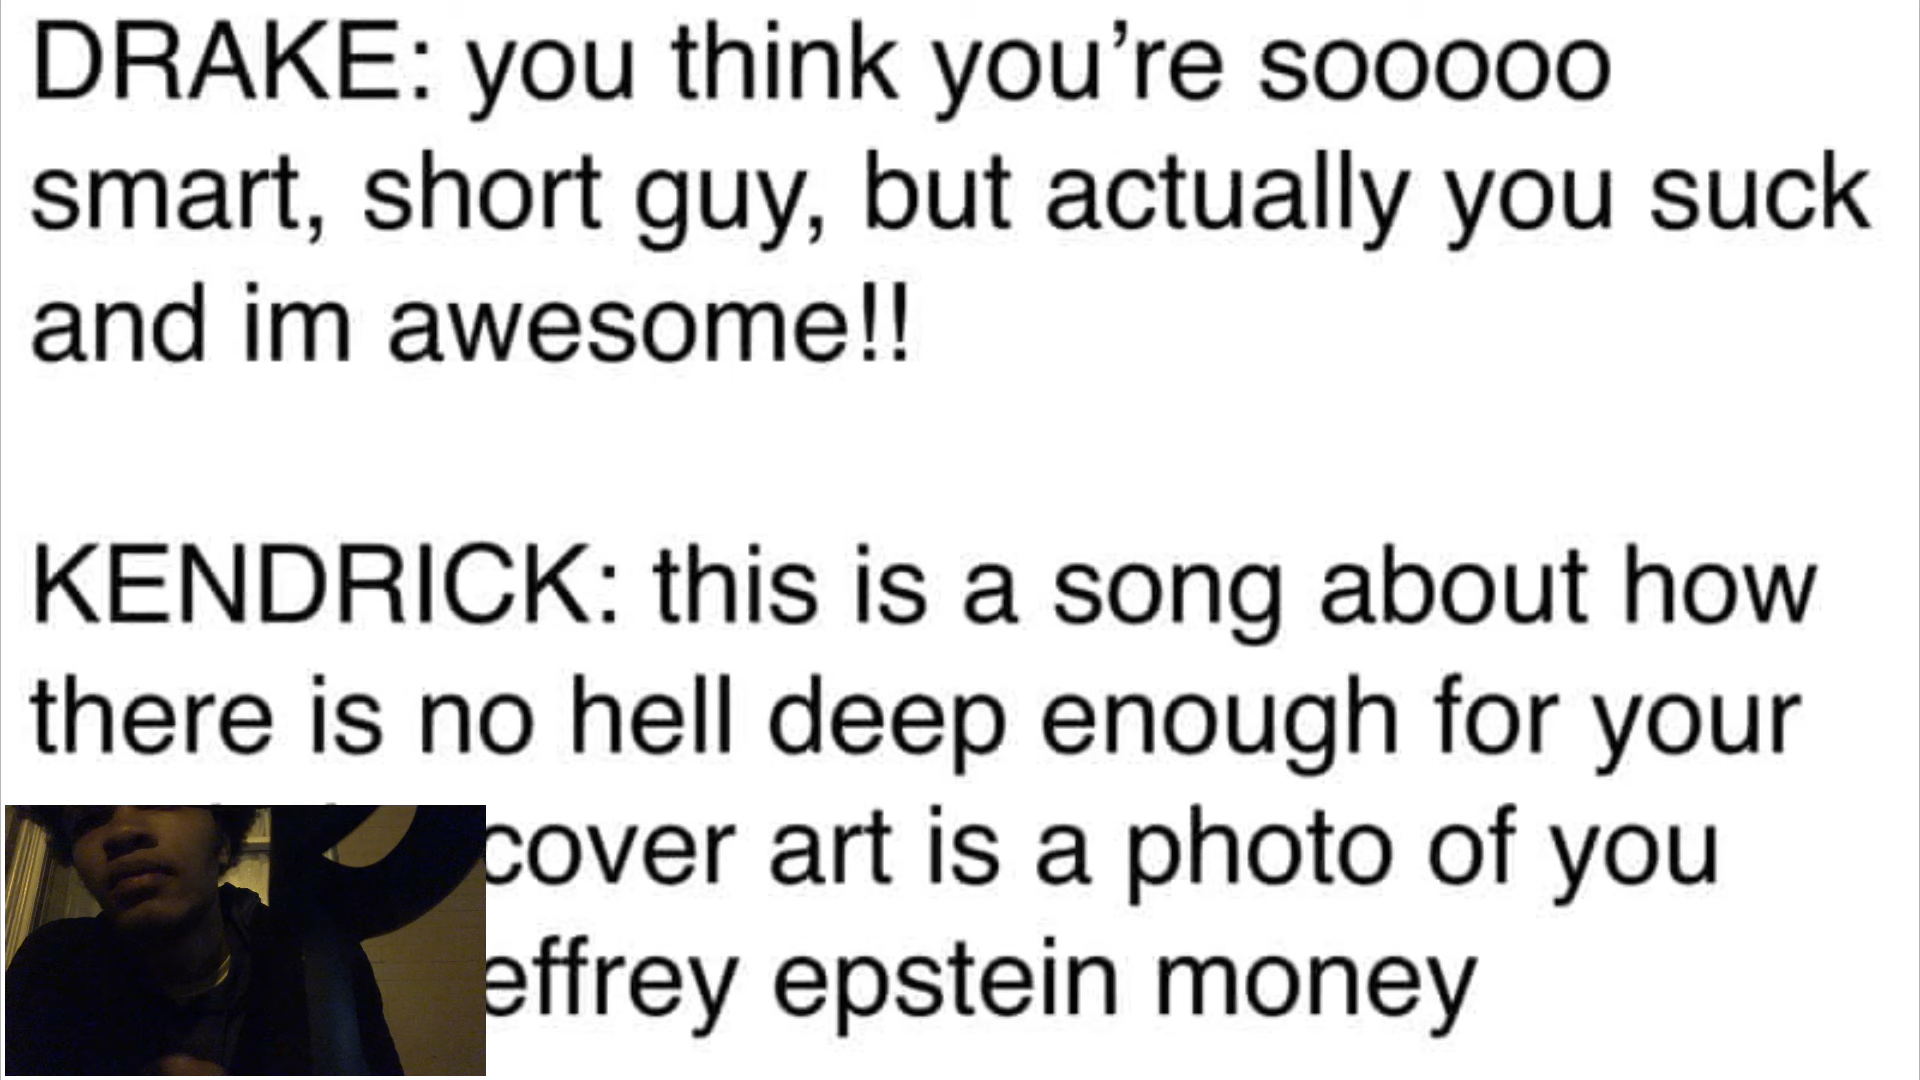 DRAKE: you think you’re sooooo
smart, short guy, but actually you suck
and im awesome!!
KENDRICK: this is a song about how
there is no hell deep enough for your
cover art is a photo of you
effrey epstein money